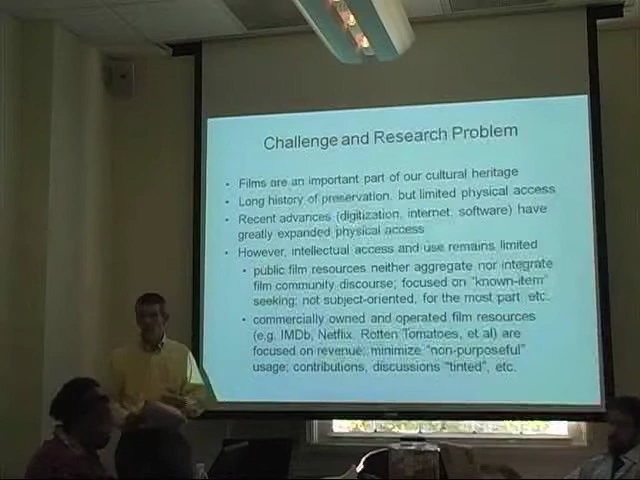 Challenge and Research Problem
• Films are an important part of our cultural heritage
• Long history of preservation, but limited physical access
• Recent advances (digitization, internet, software) have
greatly expanded physical access
• However, intellectual access and use remains limited
• public film resources neither aggregate nor integrate
film community discourse; focused on "known-item"
seeking; not subject-oriented, for the most part, etc.
• commercially owned and operated film resources
(e.g. IMDb, Netflix, Rotten Tomatoes, et al) are
focused on revenue; minimize "non-purposeful"
usage; contributions, discussions "tinted", etc.